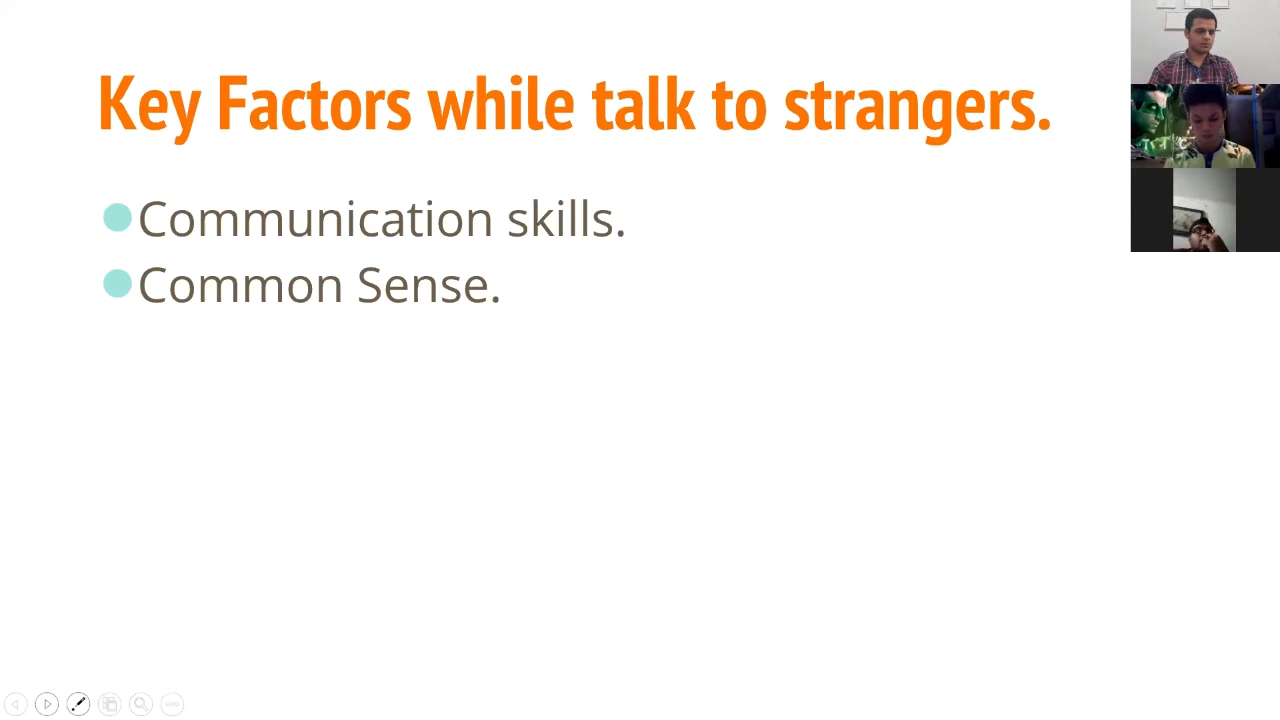 Key Factors while talk to strangers.
Communication skills.
Common Sense.